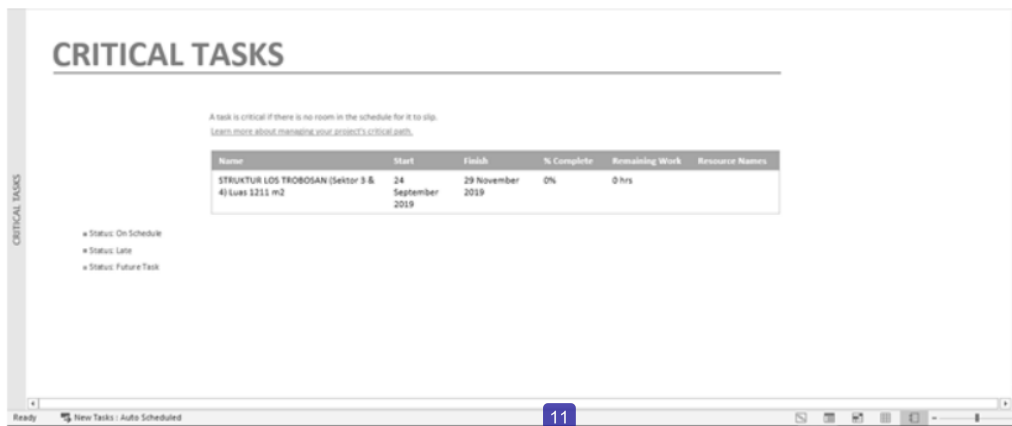 CRITICAL TASKS
A task is critical if there is no room in the schedule for it to slip.
Learn more about managing your project's critical path.
Name Start Finish % Complete Remaining Work Resource Names
STRUKTUR LOS TROBOSAN (Sektor 3 & 24 29 November 0% 0 hrs
4) Luas 1211 m2 September 2019
2019
CRITICAL TASKS
Status: On Schedule
Status: Late
Status: Future Task
Ready New Tasks : Auto Scheduled
11